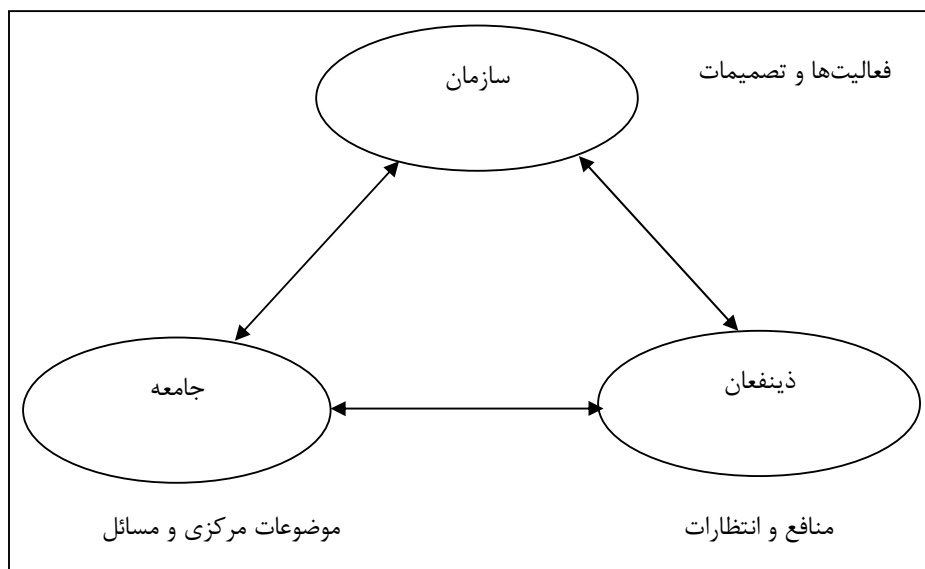 سازمان
فعالیت‌ها و تصمیمات
جامعه
ذینفعان
موضوعات مرکزی و مسائل
منافع و انتظارات